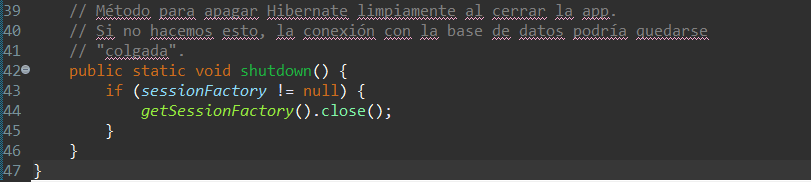 39 // Método para apagar Hibernate limpiamente al cerrar la app.
40 // Si no hacemos esto, la conexión con la base de datos podría quedarse
41 // "colgada".
42 public static void shutdown() {
43 if (sessionFactory != null) {
44 getSessionFactory().close();
45 }
46 }
47 }